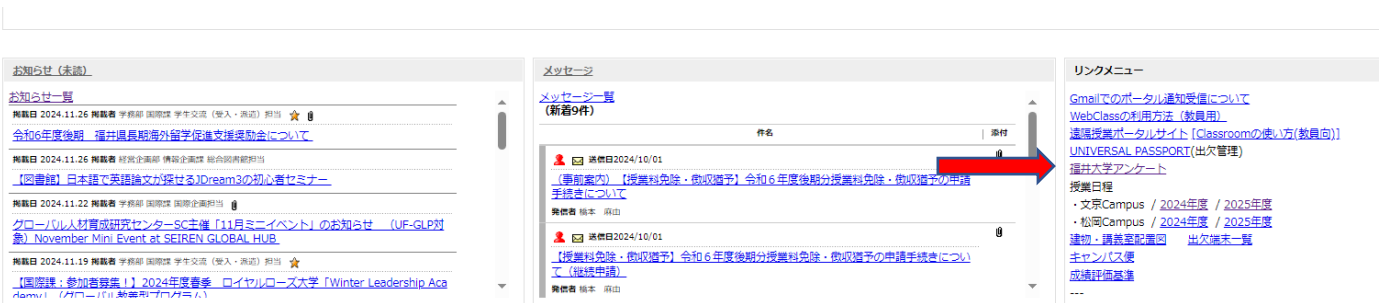 お知らせ（未読）
お知らせ一覧
掲載日 2024.11.26 掲載者 学務部 国際課 学生交流（受入・派遣）担当
令和6年度後期　福井県長期海外留学促進支援奨励金について
掲載日 2024.11.26 掲載者 経営企画部 情報企画課 総合図書館担当
【図書館】日本語で英語論文が探せるJDream3の初心者セミナー
掲載日 2024.11.22 掲載者 学務部 国際課 国際企画担当
グローバル人材育成研究センターSC主催「11月ミニイベント」のお知らせ　（UF-GLP対
象）November Mini Event at SEIREN GLOBAL HUB
掲載日 2024.11.19 掲載者 学務部 国際課 学生交流（受入・派遣）担当
【国際課：参加者募集！】2024年度春季　ロイヤルローズ大学「Winter Leadership Aca
demy」（グローバル教養型プログラム）
メッセージ
メッセージ一覧
（新着9件）
件名
添付
送信日2024/10/01
（事前案内）【授業料免除・徴収猶予】令和６年度後期分授業料免除・徴収猶予の申請
手続きについて
発信者 橋本　麻由
送信日2024/10/01
【授業料免除・徴収猶予】令和６年度後期分授業料免除・徴収猶予の申請手続きについ
て（継続申請）
発信者 橋本　麻由
リンクメニュー
Gmailでのポータル通知受信について
WebClassの利用方法（教員用）
遠隔授業ポータルサイト [Classroomの使い方(教員向)]
UNIVERSAL PASSPORT(出欠管理)
福井大学アンケート
授業日程
・文京Campus / 2024年度 / 2025年度
・松岡Campus / 2024年度 / 2025年度
建物・講義室配置図　出欠端末一覧
キャンパス便
成績評価基準
---